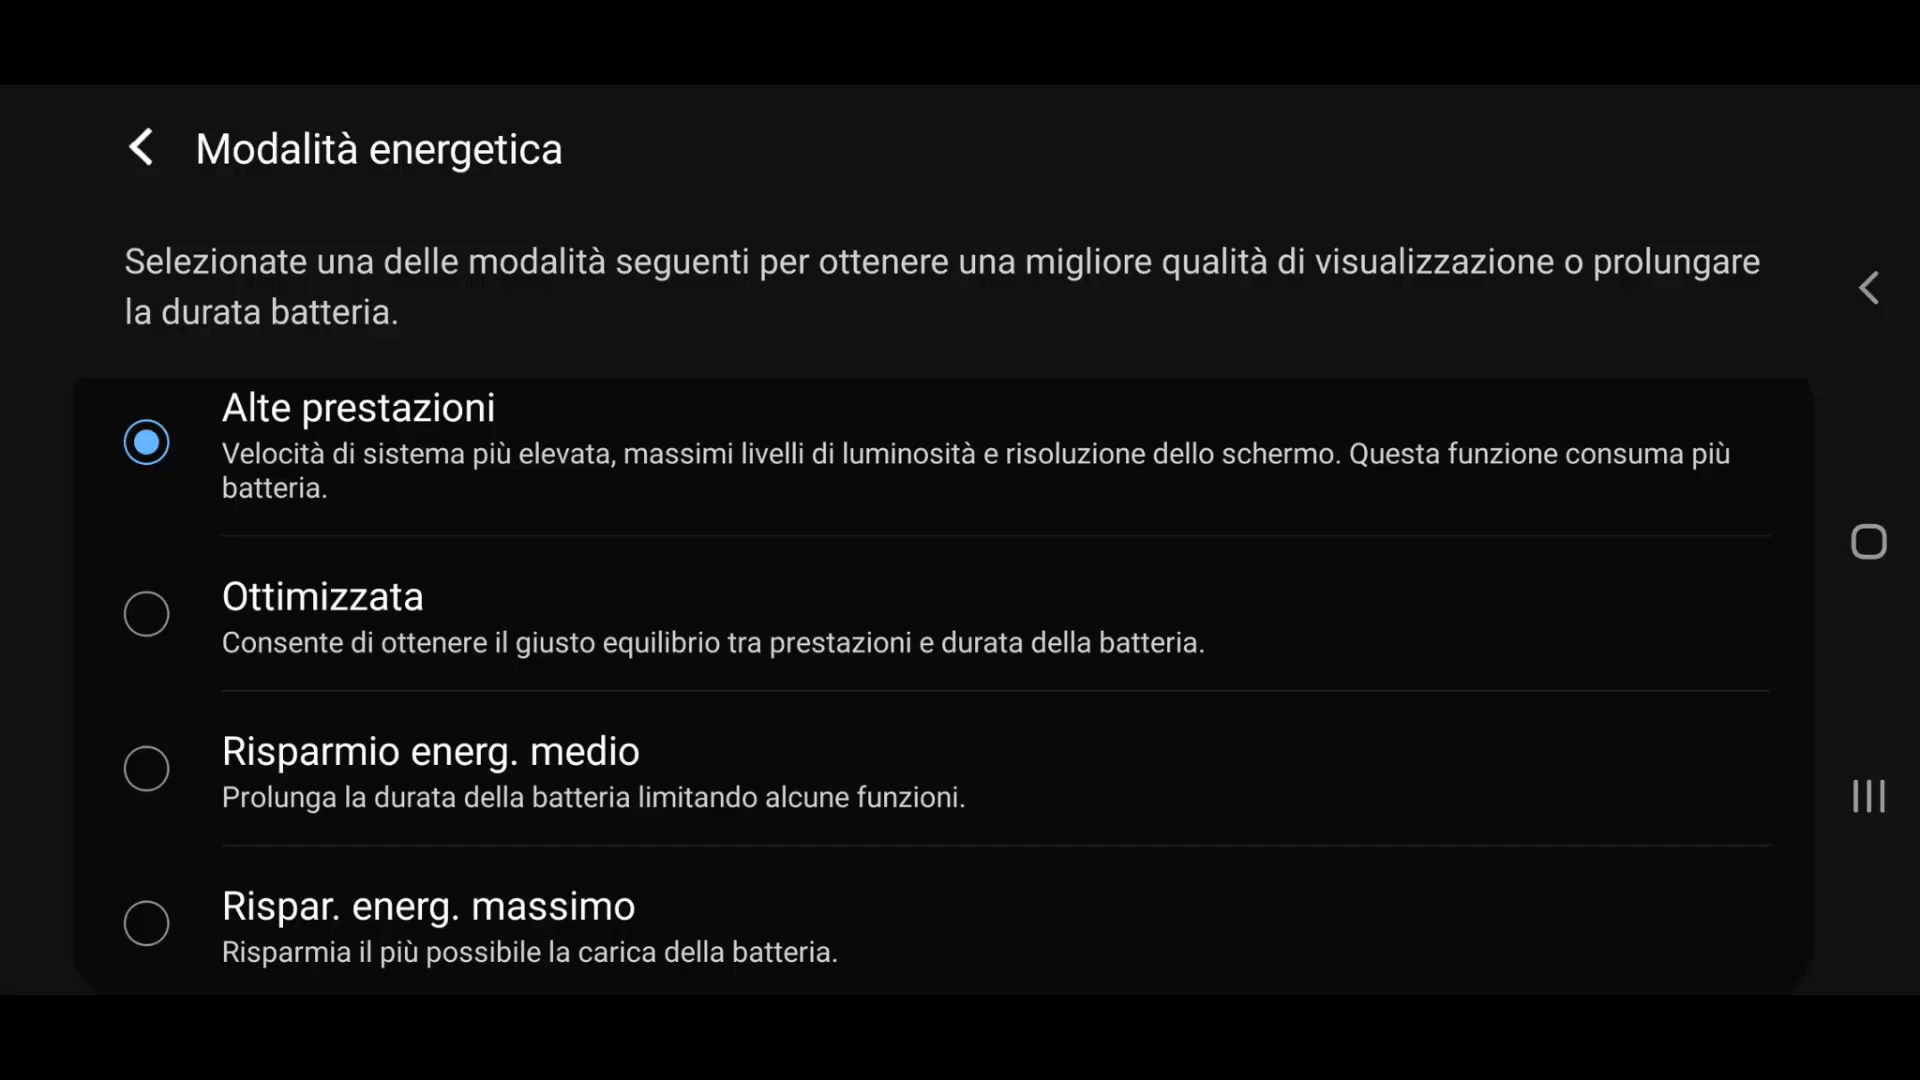 Modalità energetica
Selezionate una delle modalità seguenti per ottenere una migliore qualità di visualizzazione o prolungare
la durata batteria.
Alte prestazioni
Velocità di sistema più elevata, massimi livelli di luminosità e risoluzione dello schermo. Questa funzione consuma più
batteria.
Ottimizzata
Consente di ottenere il giusto equilibrio tra prestazioni e durata della batteria.
Risparmio energ. medio
Prolunga la durata della batteria limitando alcune funzioni.
Rispar. energ. massimo
Risparmia il più possibile la carica della batteria.